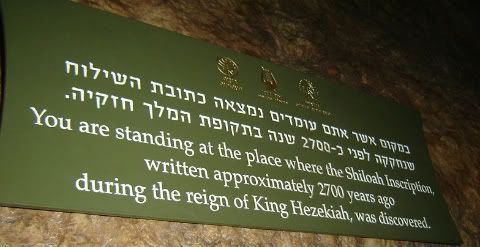 במקום אשר אתם עומדים נמצאה כתובת השילוח
שנחקקה לפני כ-2700 שנה בתקופת המלך חזקיה.
You are standing at the place where the Shiloah Inscription,
written approximately 2700 years ago
during the reign of King Hezekiah, was discovered.